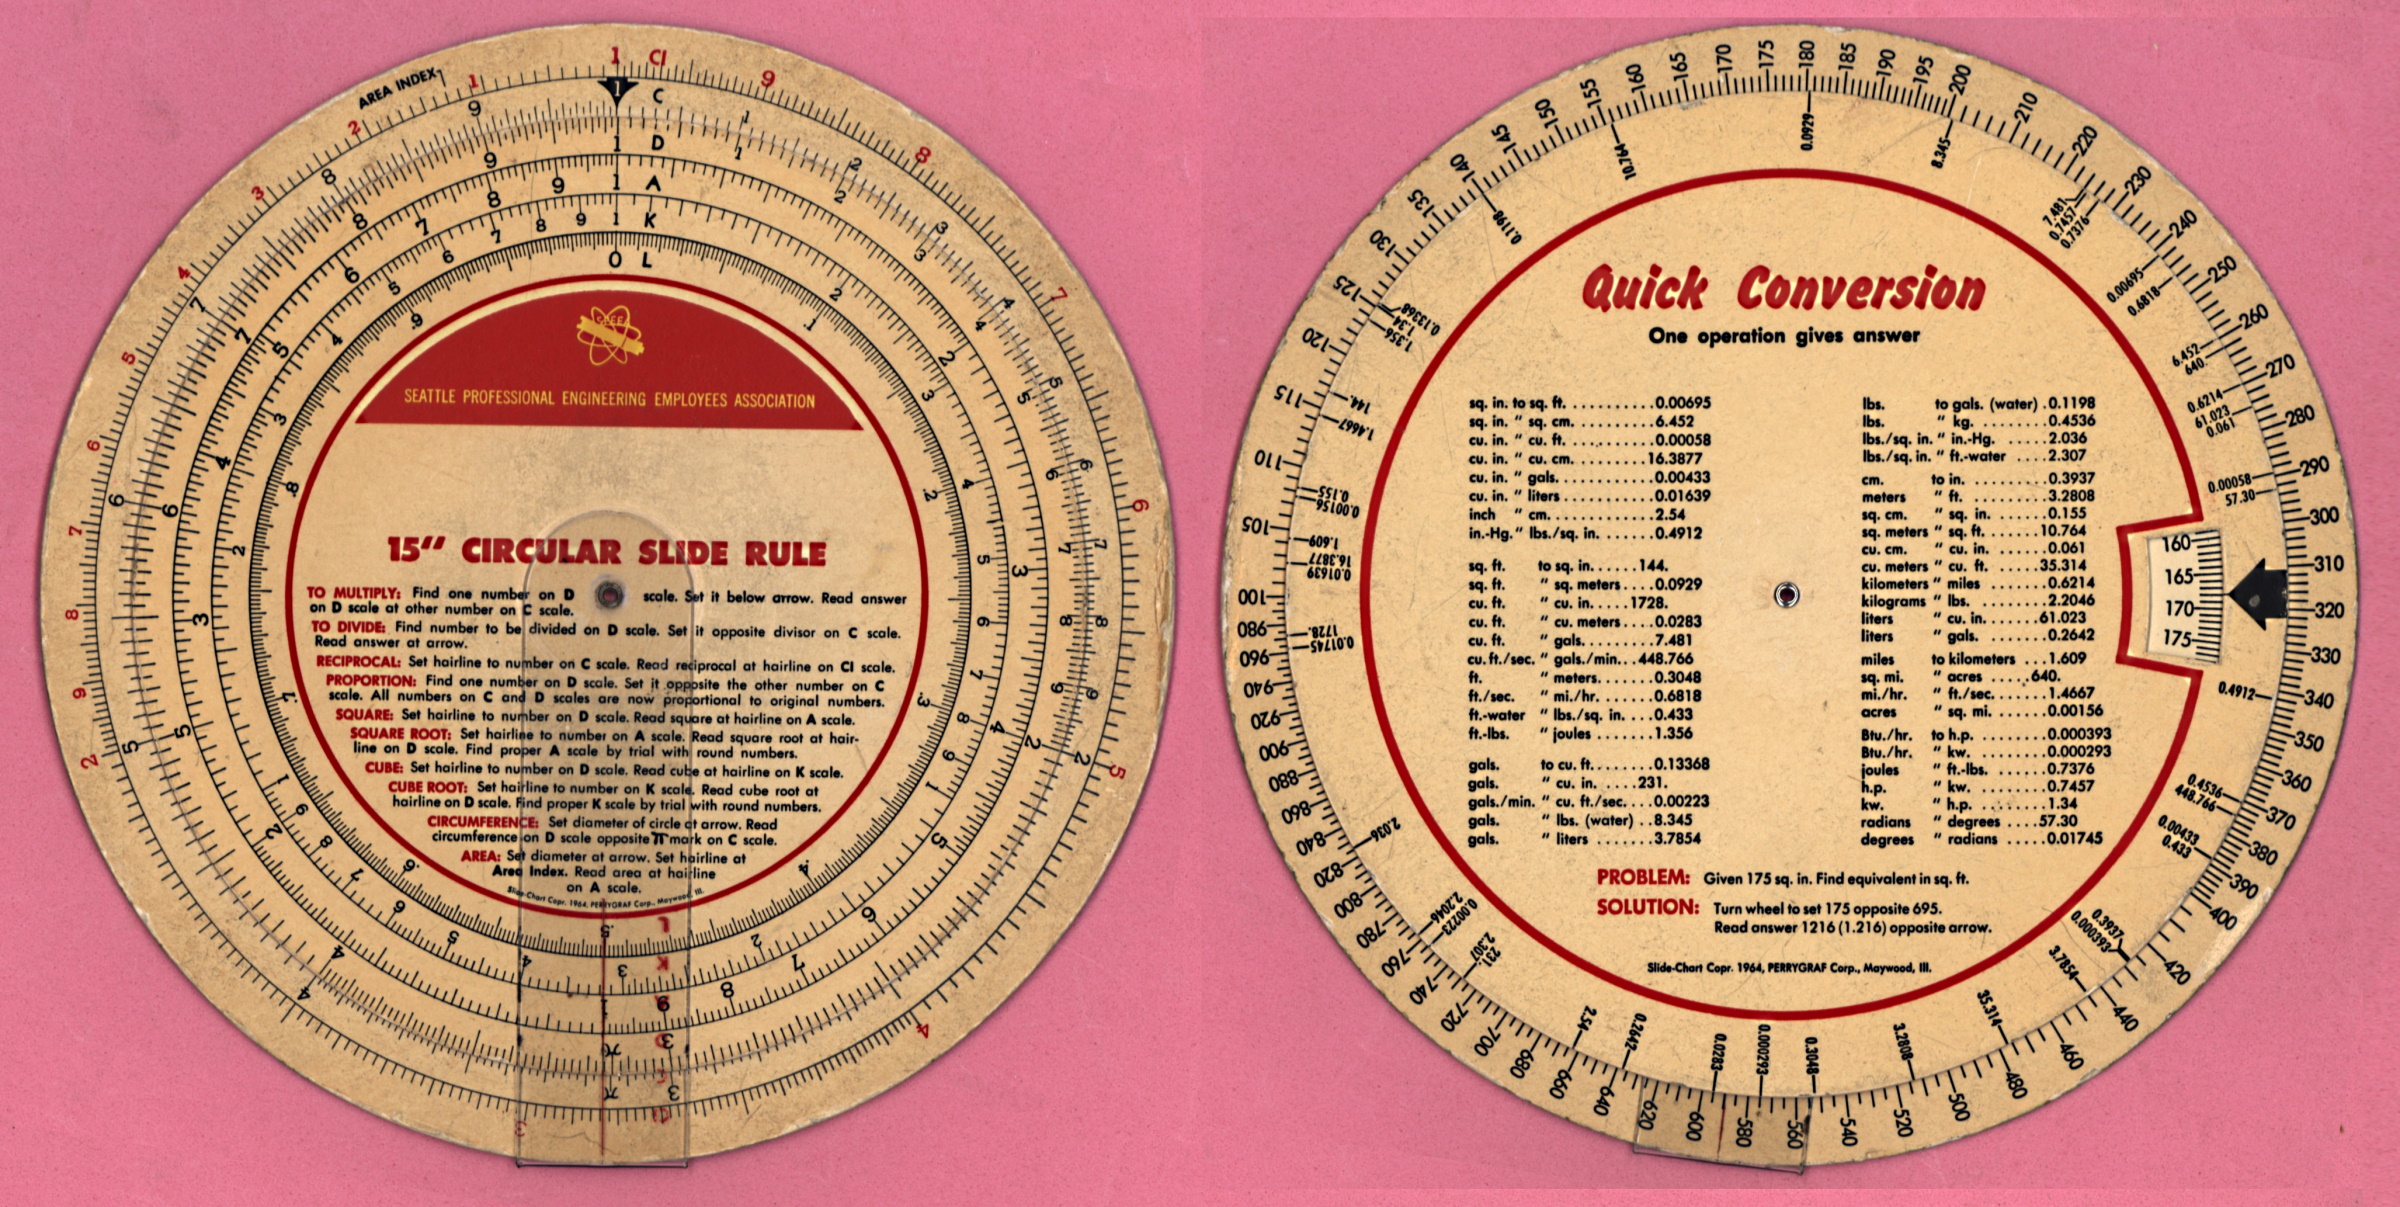 AREA INDEX
1 CI
C
D
A
K
0 L
SPEEA
SEATTLE PROFESSIONAL ENGINEERING EMPLOYEES ASSOCIATION
15" CIRCULAR SLIDE RULE
TO MULTIPLY: Find one number on D scale. Set it below arrow. Read answer
on D scale at other number on C scale.
TO DIVIDE: Find number to be divided on D scale. Set it opposite divisor on C scale.
Read answer at arrow.
RECIPROCAL: Set hairline to number on C scale. Read reciprocal at hairline on CI scale.
PROPORTION: Find one number on D scale. Set it opposite the other number on C
scale. All numbers on C and D scales are now proportional to original numbers.
SQUARE: Set hairline to number on D scale. Read square at hairline on A scale.
SQUARE ROOT: Set hairline to number on A scale. Read square root at hair-
line on D scale. Find proper A scale by trial with round numbers.
CUBE: Set hairline to number on D scale. Read cube at hairline on K scale.
CUBE ROOT: Set hairline to number on K scale. Read cube root at
hairline on D scale. Find proper K scale by trial with round numbers.
CIRCUMFERENCE: Set diameter of circle at arrow. Read
circumference on D scale opposite π mark on C scale.
AREA: Set diameter at arrow. Set hairline at
Area Index. Read area at hairline
on A scale.
Slide-Chart Copr. 1964, PERRYGRAF Corp., Maywood, Ill.
Quick Conversion
One operation gives answer
sq. in. to sq. ft. 0.00695
sq. in. " sq. cm. 6.452
cu. in. " cu. ft. 0.00058
cu. in. " cu. cm. 16.3877
cu. in. " gals. 0.00433
cu. in. " liters 0.01639
inch " cm. 2.54
in.-Hg. " lbs./sq. in. 0.4912
sq. ft. to sq. in. 144.
sq. ft. " sq. meters 0.0929
cu. ft. " cu. in. 1728.
cu. ft. " cu. meters 0.0283
cu. ft. " gals. 7.481
cu. ft./sec. " gals./min. 448.766
ft. " meters 0.3048
ft./sec. " mi./hr. 0.6818
ft.-water " lbs./sq. in. 0.433
ft.-lbs. " joules 1.356
gals. to cu. ft. 0.13368
gals. " cu. in. 231.
gals./min. " cu. ft./sec. 0.00223
gals. " lbs. (water) 8.345
gals. " liters 3.7854
lbs. to gals. (water) 0.1198
lbs. " kg. 0.4536
lbs./sq. in. " in.-Hg. 2.036
lbs./sq. in. " ft.-water 2.307
cm. to in. 0.3937
meters " ft. 3.2808
sq. cm. " sq. in. 0.155
sq. meters " sq. ft. 10.764
cu. cm. " cu. in. 0.061
cu. meters " cu. ft. 35.314
kilometers " miles 0.6214
kilograms " lbs. 2.2046
liters " cu. in. 61.023
liters " gals. 0.2642
miles to kilometers 1.609
sq. mi. " acres 640.
mi./hr. " ft./sec. 1.4667
acres " sq. mi. 0.00156
Btu./hr. to h.p. 0.000393
Btu./hr. " kw. 0.000293
joules " ft.-lbs. 0.7376
h.p. " kw. 0.7457
kw. " h.p. 1.34
radians " degrees 57.30
degrees " radians 0.01745
PROBLEM: Given 175 sq. in. Find equivalent in sq. ft.
SOLUTION: Turn wheel to set 175 opposite 695.
Read answer 1216 (1.216) opposite arrow.
Slide-Chart Copr. 1964, PERRYGRAF Corp., Maywood, Ill.
160
165
170
175